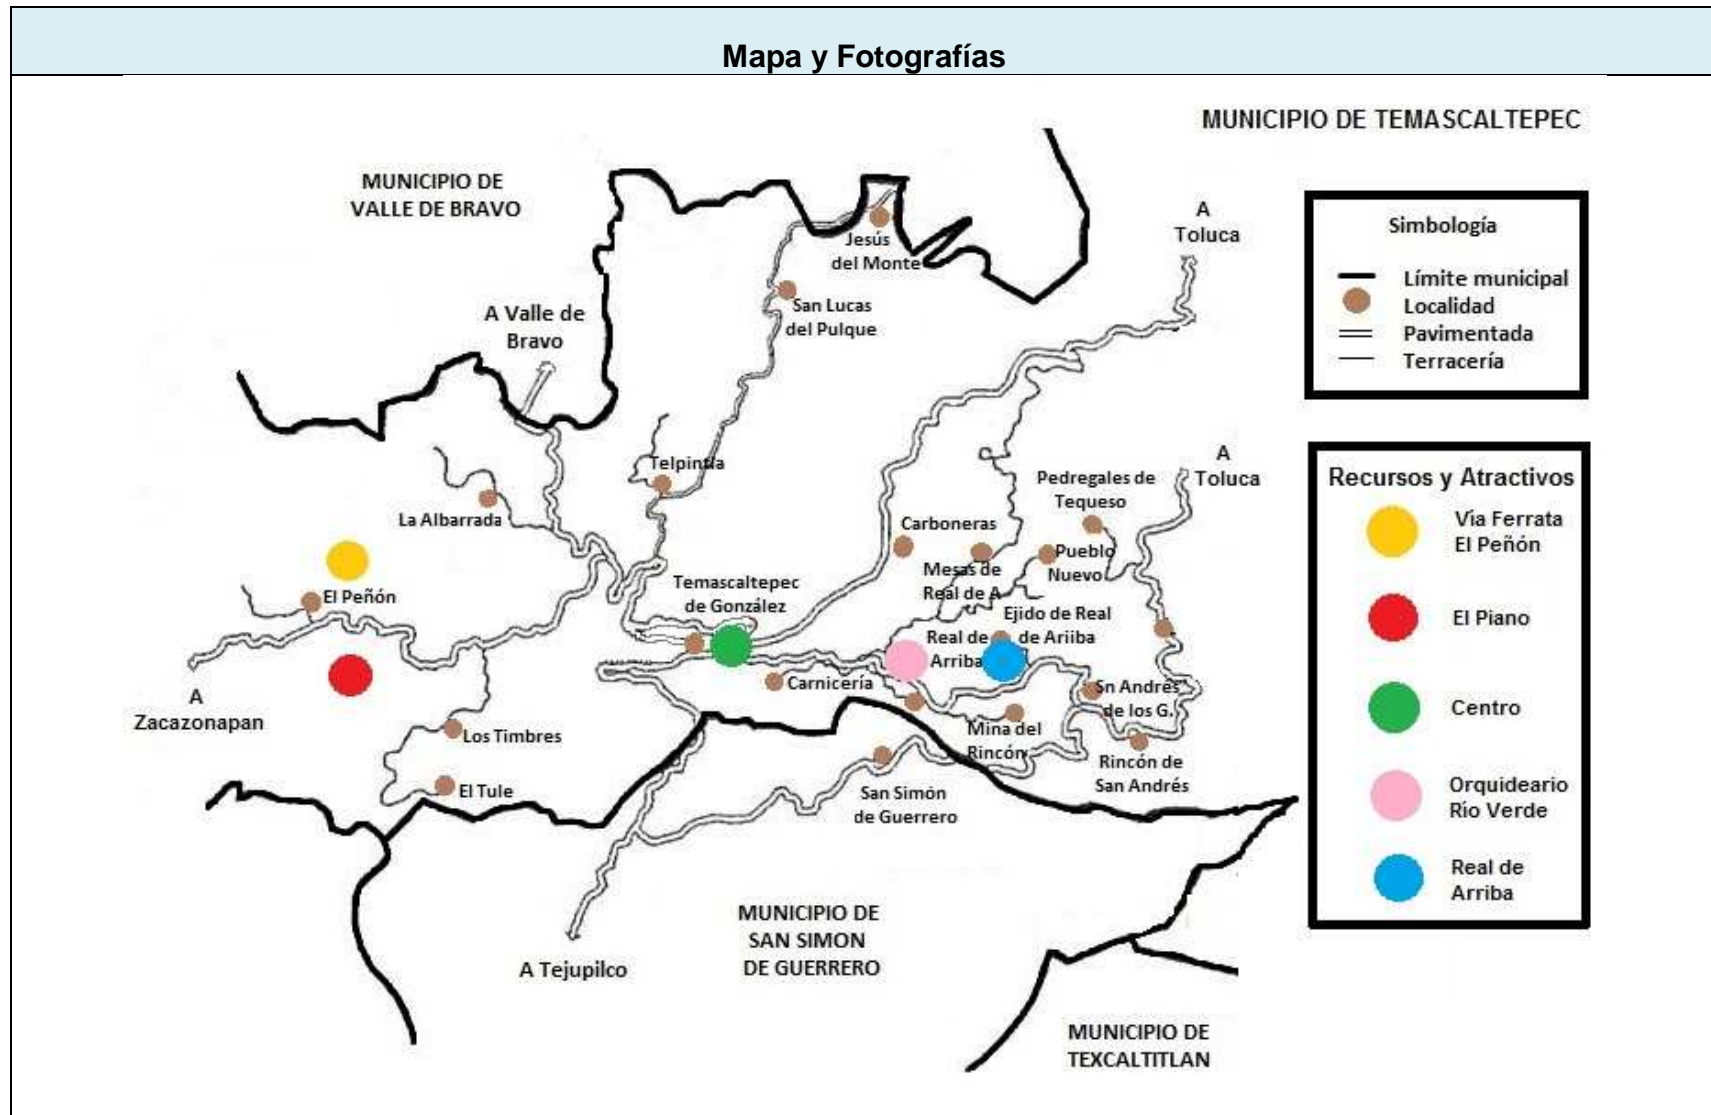 Mapa y Fotografías
MUNICIPIO DE TEMASCALTEPEC
MUNICIPIO DE
VALLE DE BRAVO
A
Toluca
Simbología
Límite municipal
Localidad
Pavimentada
Terracería
Jesús
del Monte
San Lucas
del Pulque
A Valle de
Bravo
A
Toluca
Telpintla
La Albarrada
Pedregales de
Tequeso
Carboneras
Pueblo
Nuevo
Mesas de
Real de A
Temascaltepec
de González
El Peñón
Ejido de Real
de Ariiba
Real de
Arriba
Carnicería
Sn Andrés
de los G.
A
Zacazonapan
Los Timbres
El Tule
Mina del
Rincón
Rincón de
San Andrés
San Simón
de Guerrero
A Tejupilco
MUNICIPIO DE
SAN SIMON
DE GUERRERO
MUNICIPIO DE
TEXCALTITLAN
Recursos y Atractivos
Vìa Ferrata
El Peñón
El Piano
Centro
Orquideario
Río Verde
Real de
Arriba